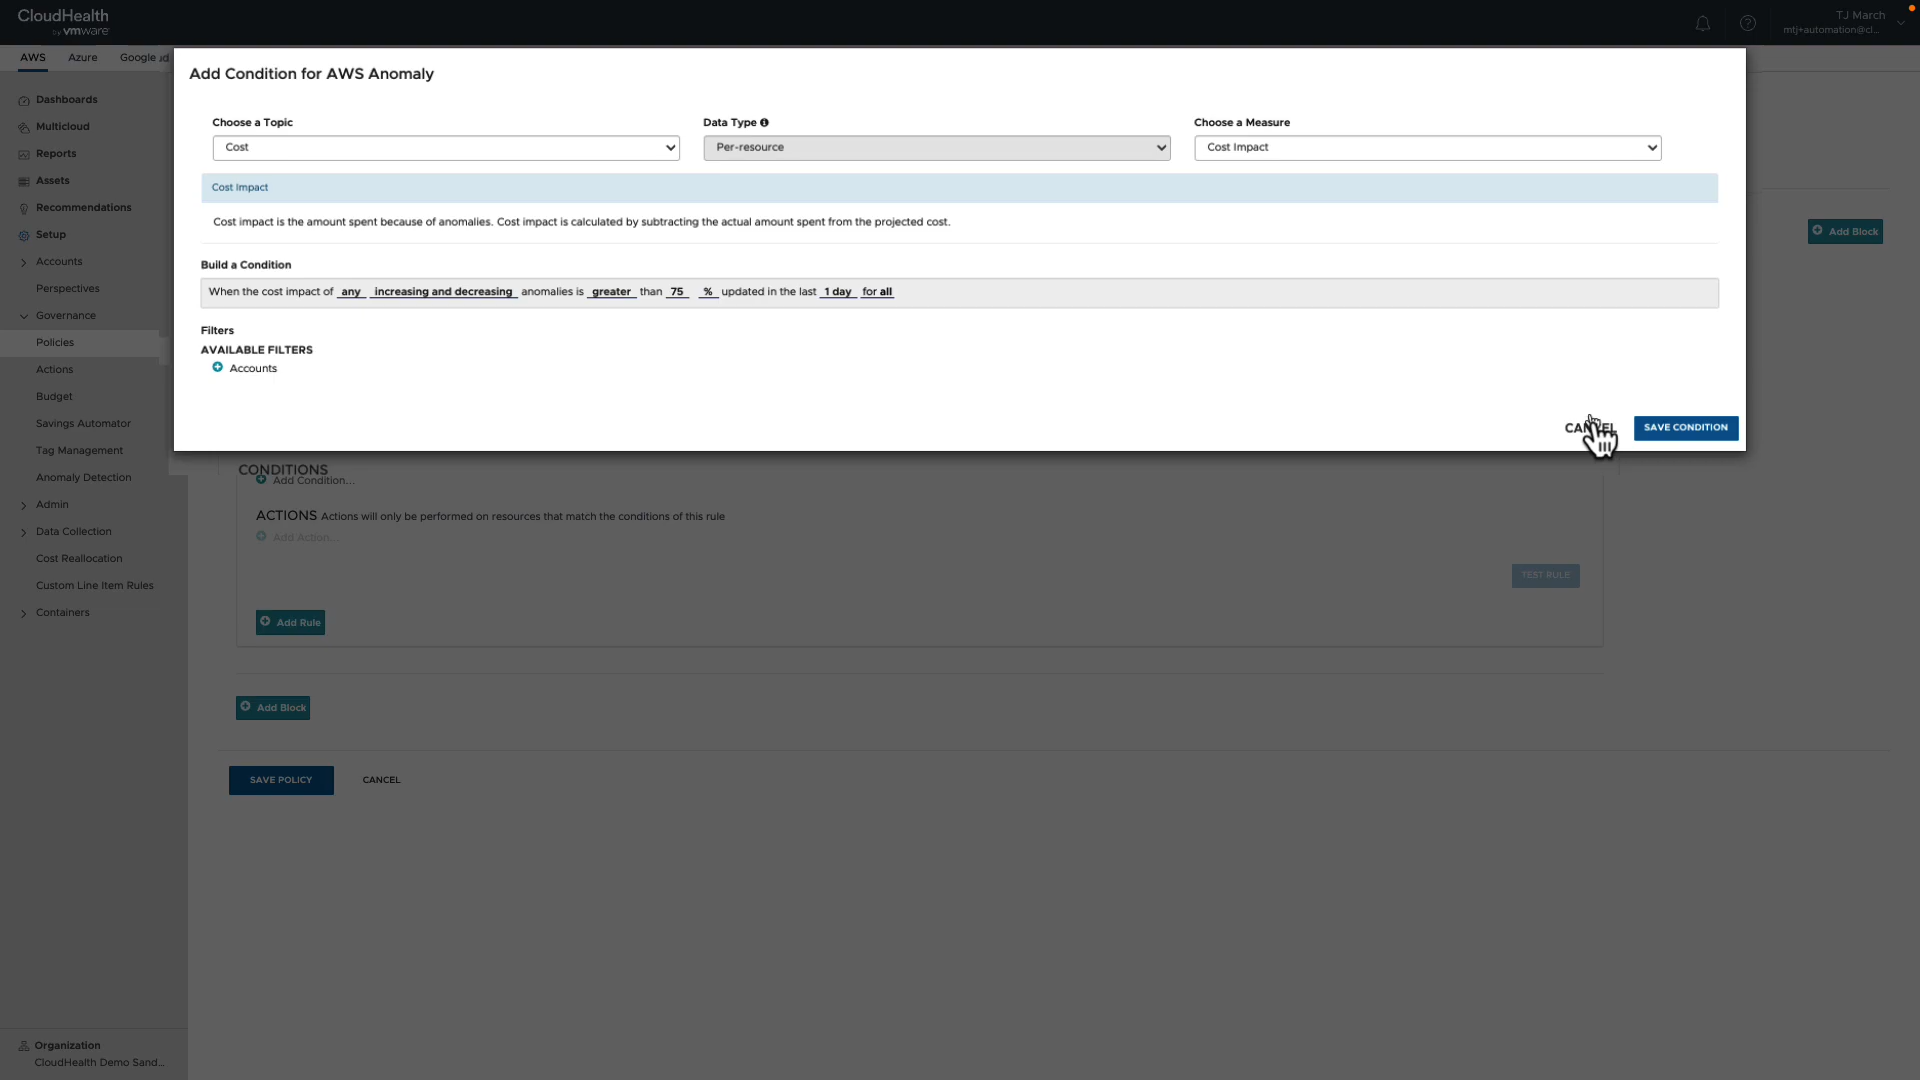 CloudHealth
by vmware
TJ March
mtj+automation@cl...
AWS
Azure
Google
Add Condition for AWS Anomaly
Dashboards
Multicloud
Reports
Assets
Recommendations
Setup
Accounts
Perspectives
Governance
Policies
Actions
Budget
Savings Automator
Tag Management
Anomaly Detection
Admin
Data Collection
Cost Reallocation
Custom Line Item Rules
Containers
Organization
CloudHealth Demo Sand...
Choose a Topic
Cost
Data Type
Per-resource
Choose a Measure
Cost Impact
Cost Impact
Cost impact is the amount spent because of anomalies. Cost impact is calculated by subtracting the actual amount spent from the projected cost.
Build a Condition
When the cost impact of any increasing and decreasing anomalies is greater than 75 % updated in the last 1 day for all
Filters
AVAILABLE FILTERS
Accounts
CANCEL
SAVE CONDITION
Add Block
CONDITIONS
Add Condition...
ACTIONS Actions will only be performed on resources that match the conditions of this rule
Add Action...
TEST RULE
Add Rule
Add Block
SAVE POLICY
CANCEL